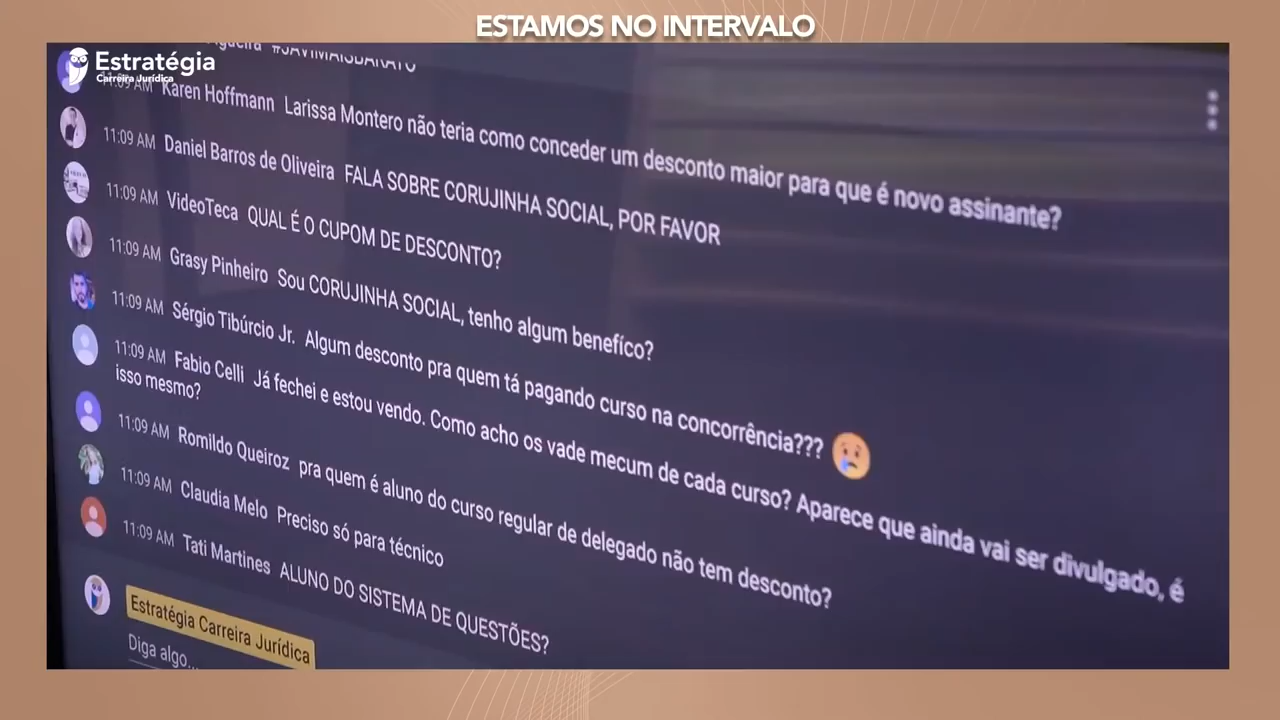 ESTAMOS NO INTERVALO
Estratégia
Carreira Jurídica
#JAVIMAISBARATO
11:09 AM Karen Hoffmann Larissa Montero não teria como conceder um desconto maior para que é novo assinante?
11:09 AM Daniel Barros de Oliveira FALA SOBRE CORUJINHA SOCIAL, POR FAVOR
11:09 AM VideoTeca QUAL É O CUPOM DE DESCONTO?
11:09 AM Grasy Pinheiro Sou CORUJINHA SOCIAL, tenho algum benefíco?
11:09 AM Sérgio Tibúrcio Jr. Algum desconto pra quem tá pagando curso na concorrência??? 😢
11:09 AM Fabio Celli Já fechei e estou vendo. Como acho os vade mecum de cada curso? Aparece que ainda vai ser divulgado, é
isso mesmo?
11:09 AM Romildo Queiroz pra quem é aluno do curso regular de delegado não tem desconto?
11:09 AM Claudia Melo Preciso só para técnico
11:09 AM Tati Martines ALUNO DO SISTEMA DE QUESTÕES?
Estratégia Carreira Jurídica
Diga algo...